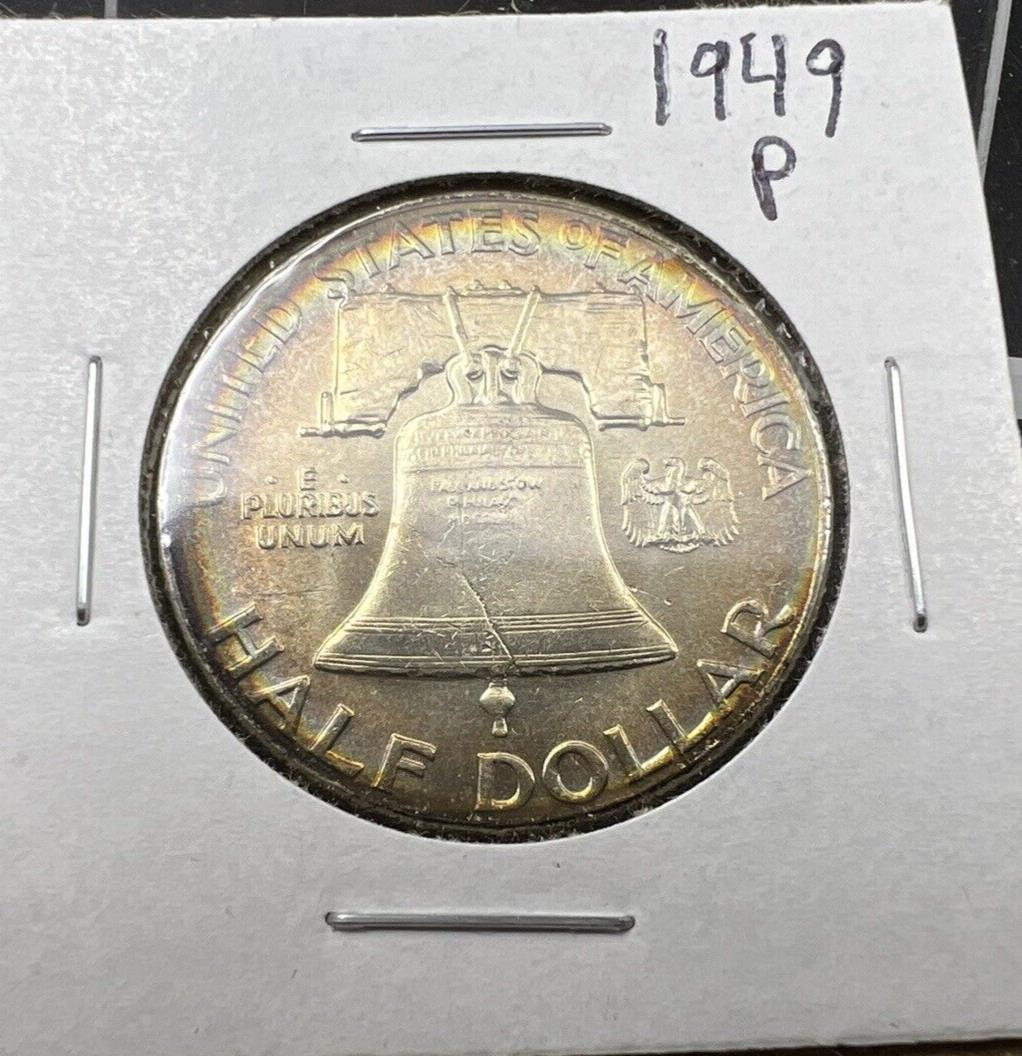 1949
P
UNITED STATES OF AMERICA
· E ·
PLURIBUS
UNUM
HALF DOLLAR